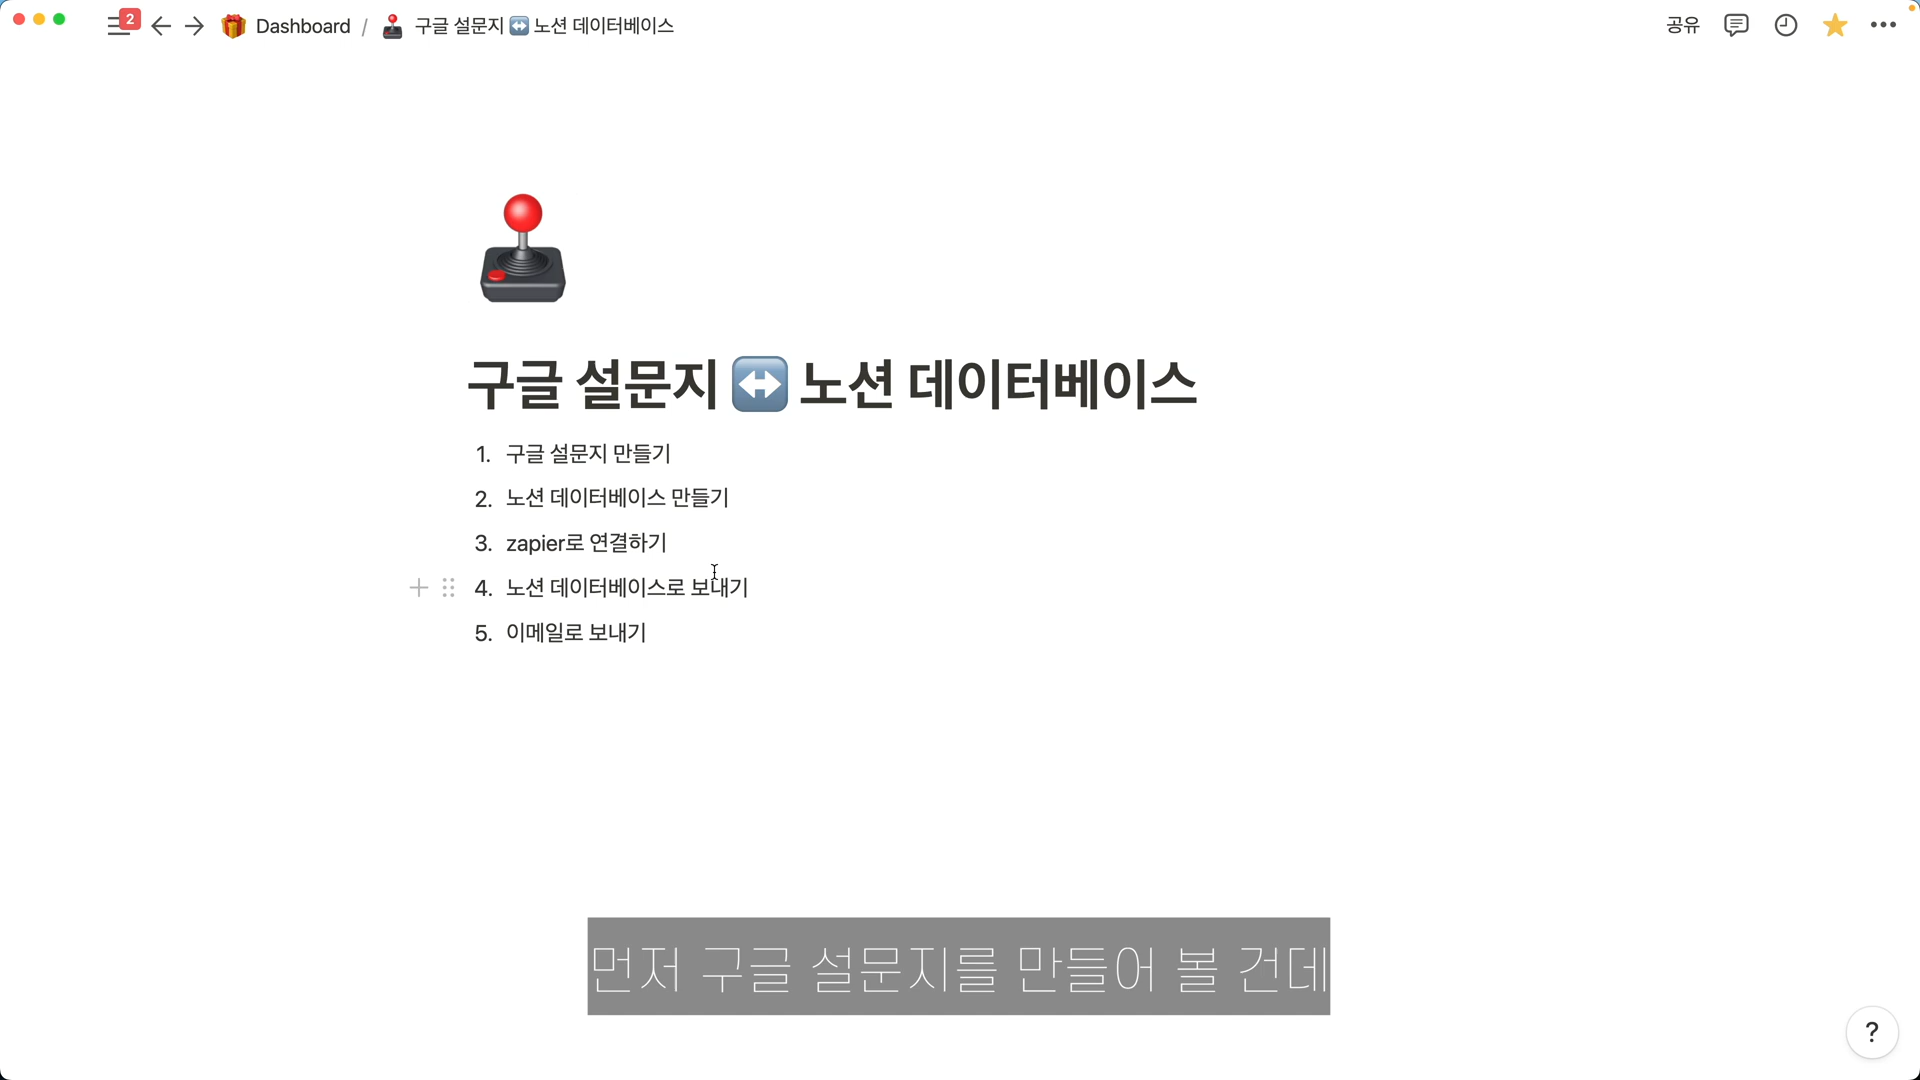 2
Dashboard / 구글 설문지 ↔️ 노션 데이터베이스
공유
구글 설문지 ↔️ 노션 데이터베이스
1. 구글 설문지 만들기
2. 노션 데이터베이스 만들기
3. zapier로 연결하기
4. 노션 데이터베이스로 보내기
5. 이메일로 보내기
먼저 구글 설문지를 만들어 볼 건데
?